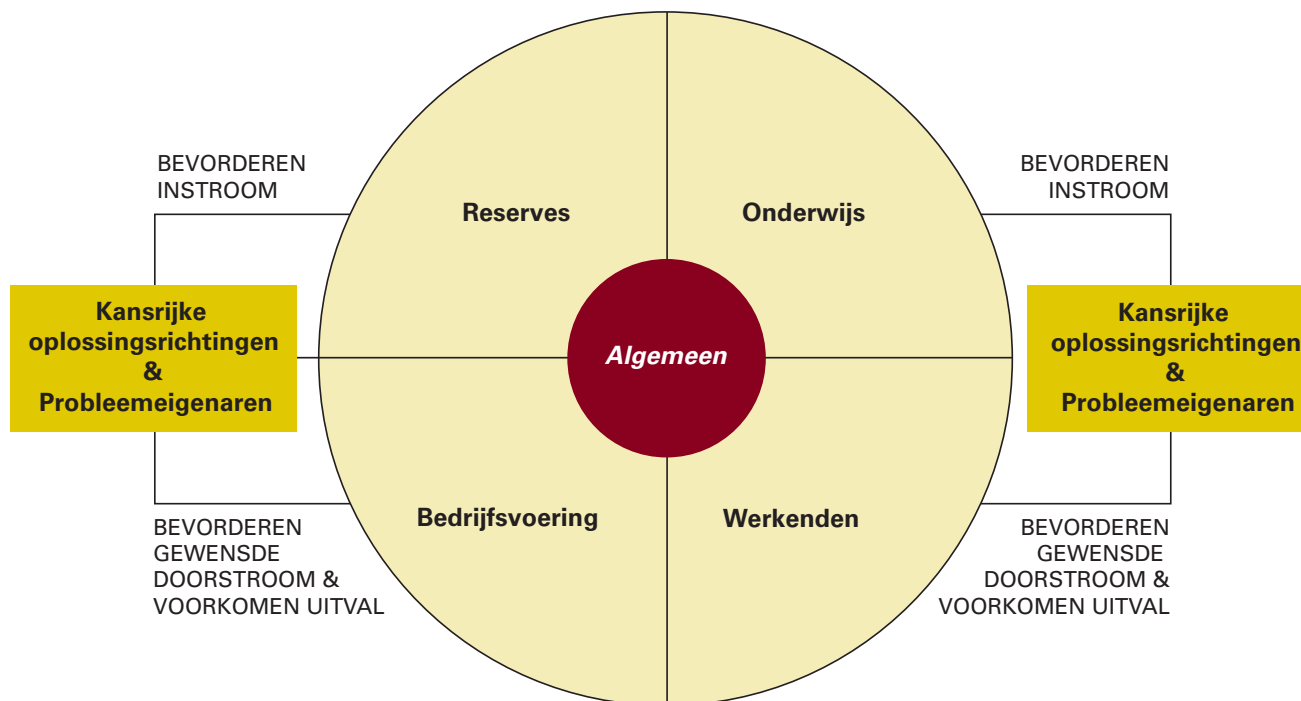 BEVORDEREN
INSTROOM
BEVORDEREN
INSTROOM
Reserves
Onderwijs
Kansrijke
oplossingsrichtingen
&
Probleemeigenaren
Algemeen
Kansrijke
oplossingsrichtingen
&
Probleemeigenaren
Bedrijfsvoering
Werkenden
BEVORDEREN
GEWENSDE
DOORSTROOM &
VOORKOMEN UITVAL
BEVORDEREN
GEWENSDE
DOORSTROOM &
VOORKOMEN UITVAL